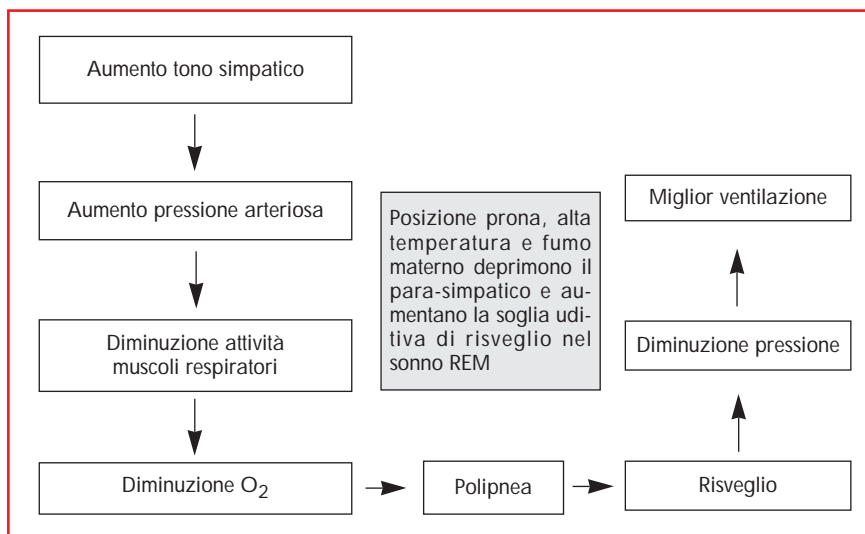 Aumento tono simpatico
Aumento pressione arteriosa
Diminuzione attività
muscoli respiratori
Diminuzione O₂
Polipnea
Risveglio
Diminuzione pressione
Miglior ventilazione
Posizione prona, alta
temperatura e fumo
materno deprimono il
para-simpatico e au-
mentano la soglia udi-
tiva di risveglio nel
sonno REM